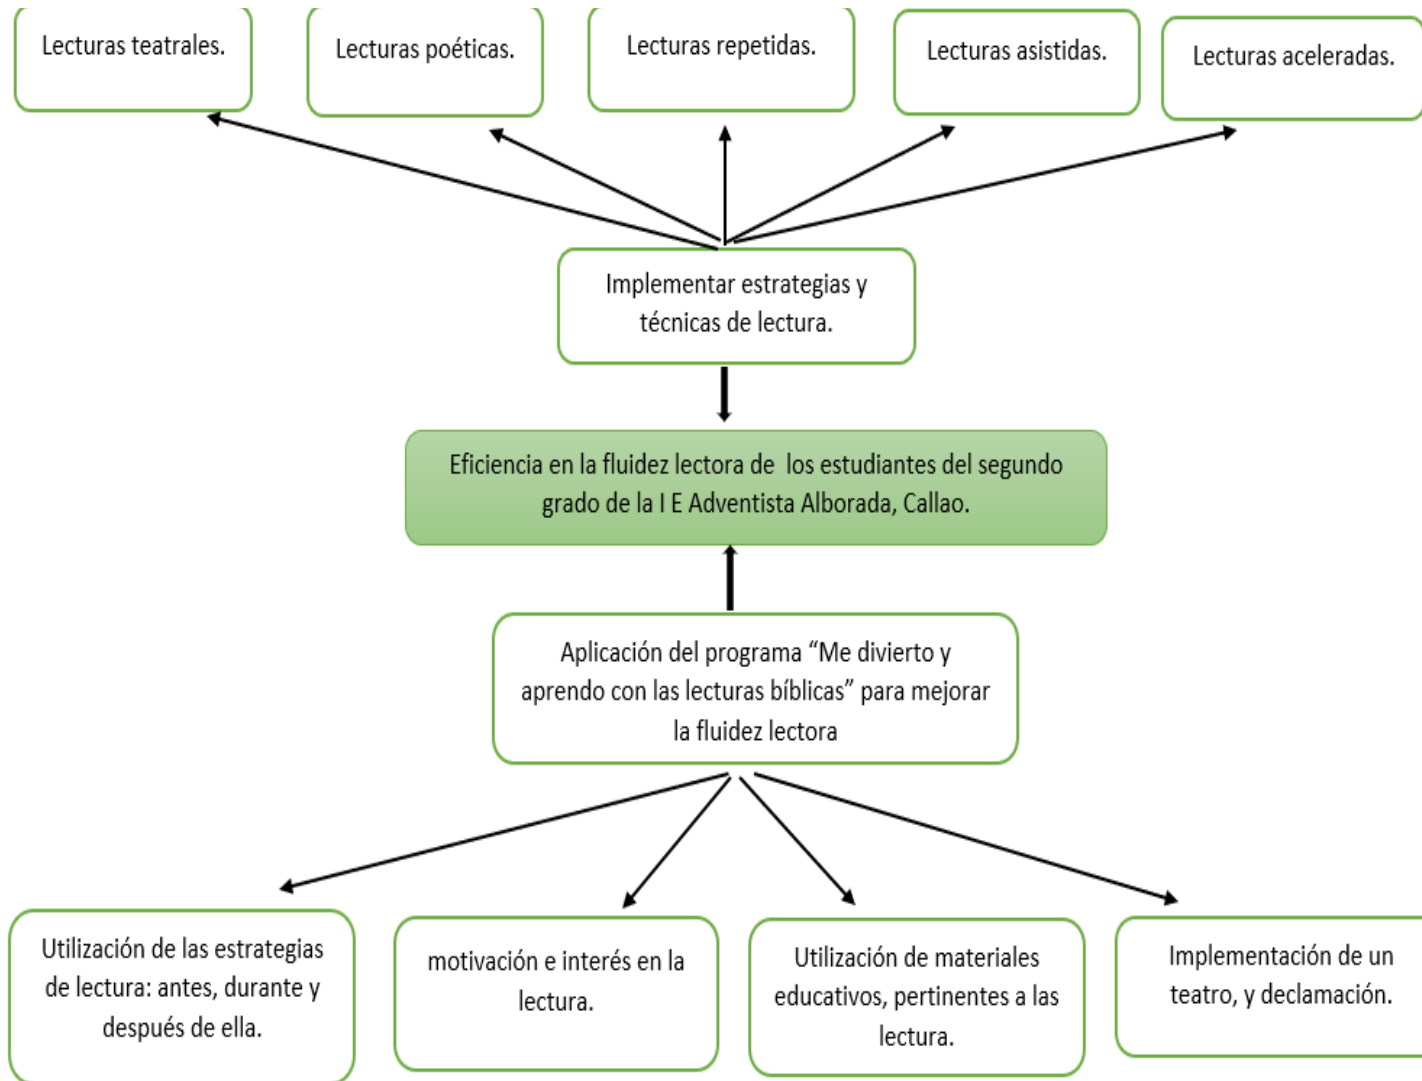 Lecturas teatrales.
Lecturas poéticas.
Lecturas repetidas.
Lecturas asistidas.
Lecturas aceleradas.
Implementar estrategias y
técnicas de lectura.
Eficiencia en la fluidez lectora de  los estudiantes del segundo
grado de la I E Adventista Alborada, Callao.
Aplicación del programa “Me divierto y
aprendo con las lecturas bíblicas” para mejorar
la fluidez lectora
Utilización de las estrategias
de lectura: antes, durante y
después de ella.
motivación e interés en la
lectura.
Utilización de materiales
educativos, pertinentes a las
lectura.
Implementación de un
teatro, y declamación.